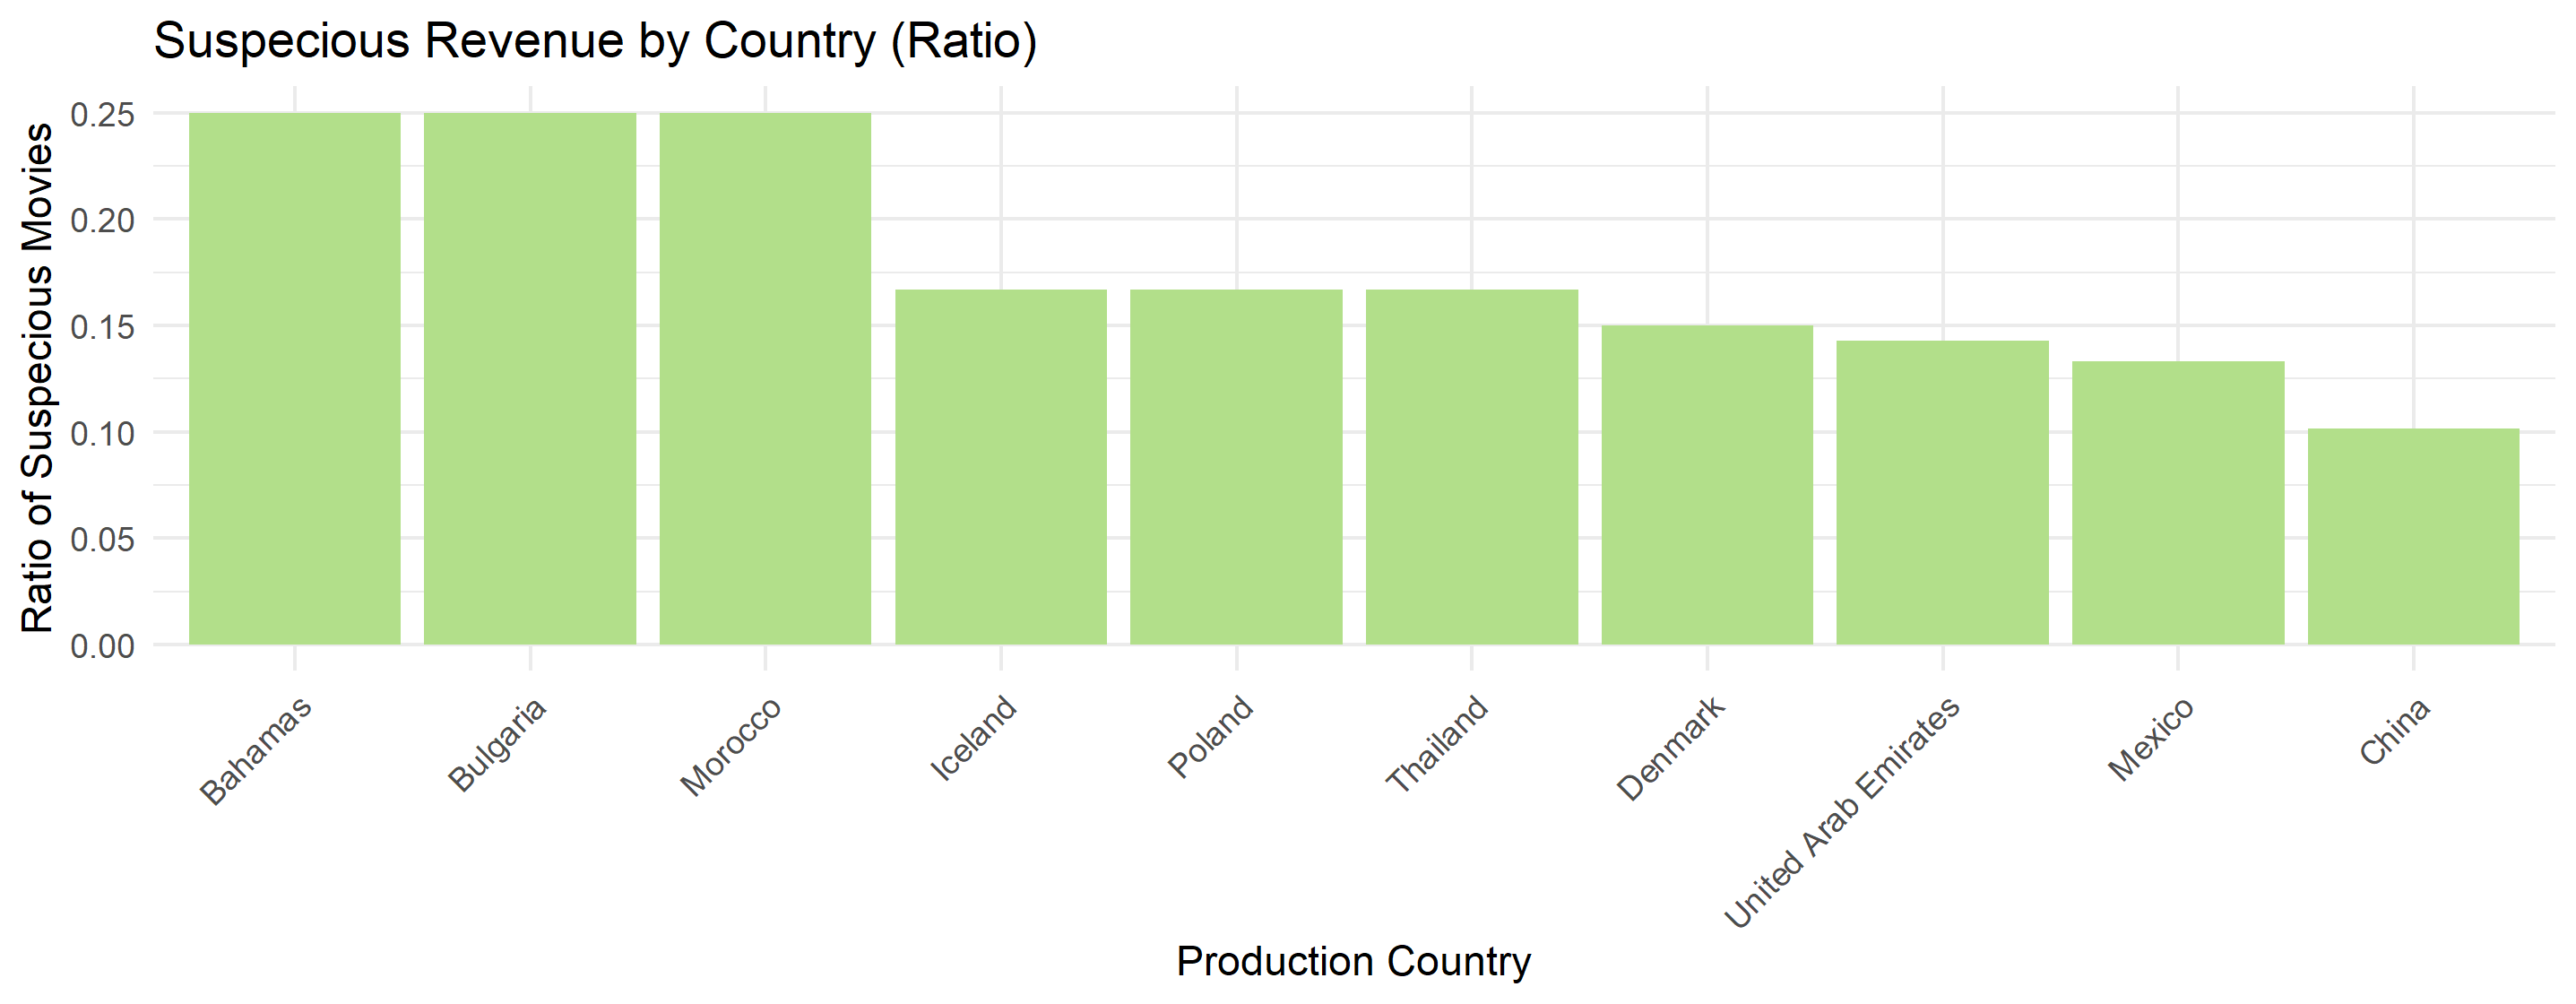 Suspecious Revenue by Country (Ratio)
Ratio of Suspecious Movies
0.25
0.20
0.15
0.10
0.05
0.00
Bahamas
Bulgaria
Morocco
Iceland
Poland
Thailand
Denmark
United Arab Emirates
Mexico
China
Production Country